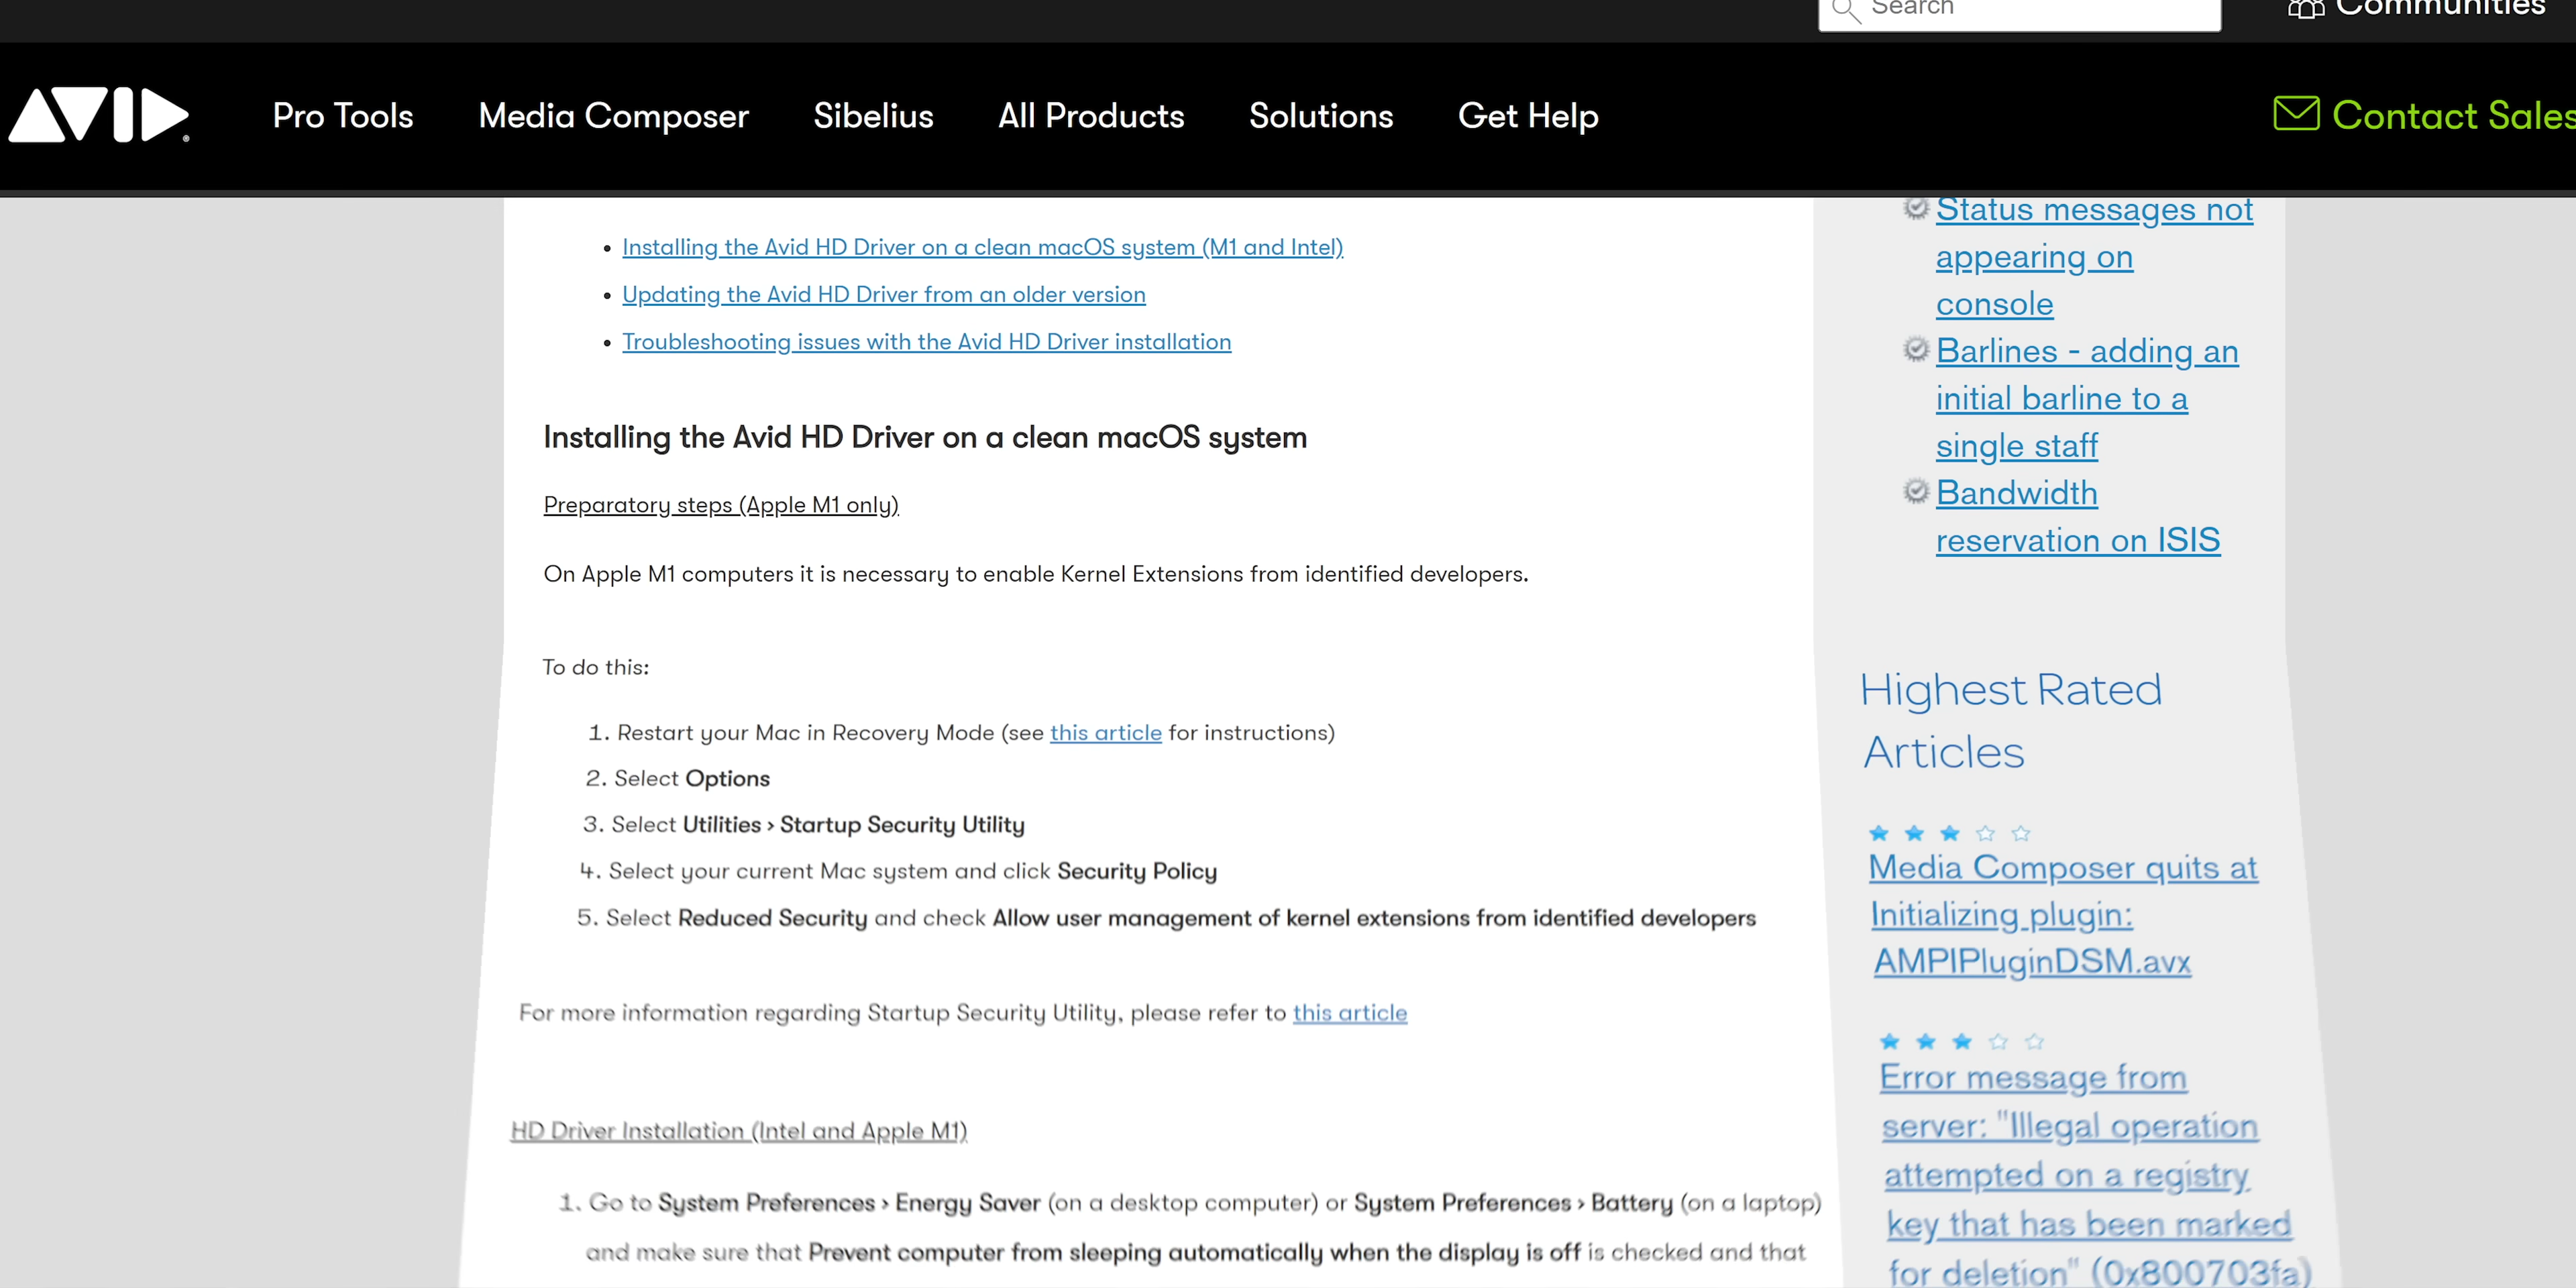 Search
Communities
AVID
Pro Tools
Media Composer
Sibelius
All Products
Solutions
Get Help
Contact Sales
• Installing the Avid HD Driver on a clean macOS system (M1 and Intel)
• Updating the Avid HD Driver from an older version
• Troubleshooting issues with the Avid HD Driver installation
Installing the Avid HD Driver on a clean macOS system
Preparatory steps (Apple M1 only)
On Apple M1 computers it is necessary to enable Kernel Extensions from identified developers.
To do this:
1. Restart your Mac in Recovery Mode (see this article for instructions)
2. Select Options
3. Select Utilities > Startup Security Utility
4. Select your current Mac system and click Security Policy
5. Select Reduced Security and check Allow user management of kernel extensions from identified developers
For more information regarding Startup Security Utility, please refer to this article
HD Driver Installation (Intel and Apple M1)
1. Go to System Preferences > Energy Saver (on a desktop computer) or System Preferences > Battery (on a laptop)
and make sure that Prevent computer from sleeping automatically when the display is off is checked and that
Status messages not
appearing on
console
Barlines - adding an
initial barline to a
single staff
Bandwidth
reservation on ISIS
Highest Rated
Articles
Media Composer quits at
Initializing plugin:
AMPIPluginDSM.avx
Error message from
server: "Illegal operation
attempted on a registry
key that has been marked
for deletion" (0x800703fa)